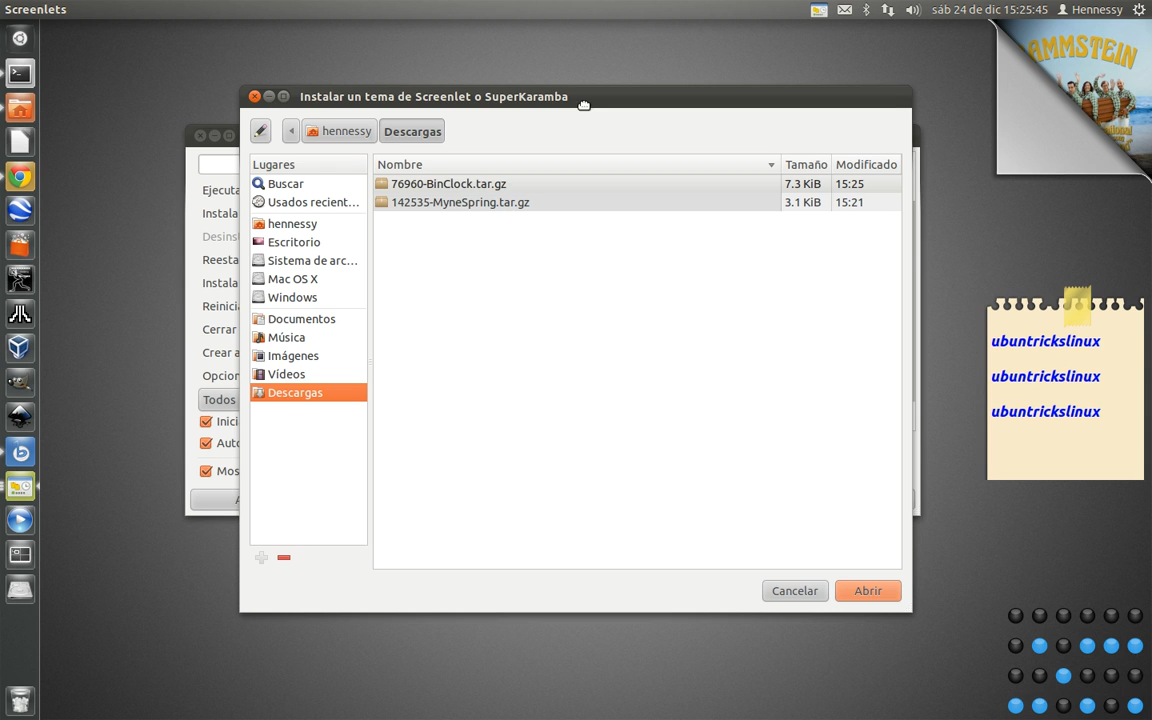 Screenlets
sáb 24 de dic 15:25:45
Hennessy
RAMMSTEIN
Instalar un tema de Screenlet o SuperKaramba
hennessy
Descargas
Lugares
Nombre
Tamaño
Modificado
Buscar
76960-BinClock.tar.gz
7.3 KiB
15:25
Usados recient...
142535-MyneSpring.tar.gz
3.1 KiB
15:21
hennessy
Escritorio
Sistema de arc...
Mac OS X
Windows
Documentos
Música
Imágenes
Vídeos
Descargas
Ejecuta
Instala
Desins
Reesta
Instala
Reinici
Cerrar
Crear a
Opcion
Todos
Inici
Auto
Mos
A
Cancelar
Abrir
ubuntrickslinux
ubuntrickslinux
ubuntrickslinux